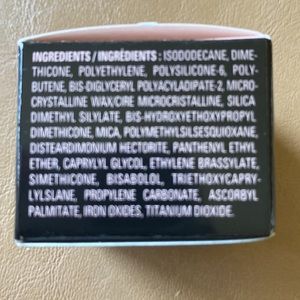 INGREDIENTS / INGRÉDIENTS : ISODODECANE, DIME-
THICONE, POLYETHYLENE, POLYSILICONE-6, POLY-
BUTENE, BIS-DIGLYCERYL POLYACYLADIPATE-2, MICRO-
CRYSTALLINE WAX/CIRE MICROCRISTALLINE, SILICA
DIMETHYL SILYLATE, BIS-HYDROXYETHOXYPROPYL
DIMETHICONE, MICA, POLYMETHYLSILSESQUIOXANE,
DISTEARDIMONIUM HECTORITE, PANTHENYL ETHYL
ETHER, CAPRYLYL GLYCOL, ETHYLENE BRASSYLATE,
SIMETHICONE, BISABOLOL, TRIETHOXYCAPRY-
LYLSILANE, PROPYLENE CARBONATE, ASCORBYL
PALMITATE, IRON OXIDES, TITANIUM DIOXIDE.